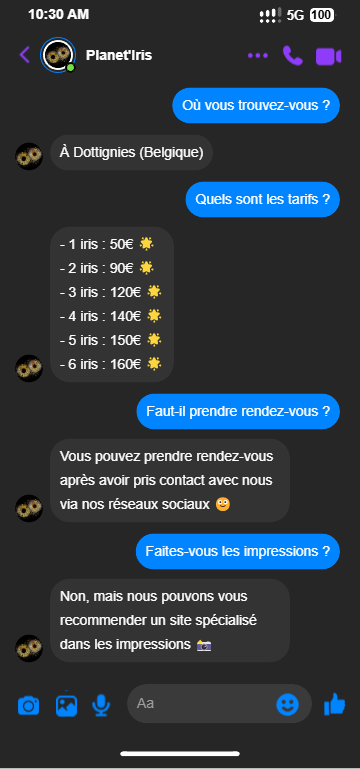 10:30 AM
5G 100
Planet'Iris
Où vous trouvez-vous ?
À Dottignies (Belgique)
Quels sont les tarifs ?
- 1 iris : 50€ 🌟
- 2 iris : 90€ 🌟
- 3 iris : 120€ 🌟
- 4 iris : 140€ 🌟
- 5 iris : 150€ 🌟
- 6 iris : 160€ 🌟
Faut-il prendre rendez-vous ?
Vous pouvez prendre rendez-vous
après avoir pris contact avec nous
via nos réseaux sociaux 😊
Faites-vous les impressions ?
Non, mais nous pouvons vous
recommender un site spécialisé
dans les impressions 📸
Aa